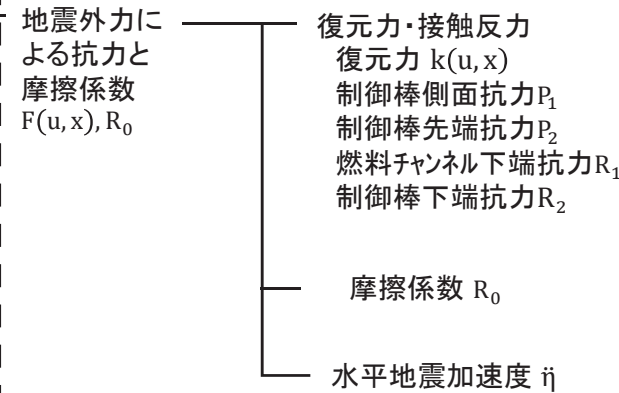 地震外力に
よる抗力と
摩擦係数
F(u,x), R₀
復元力・接触反力
復元力 k(u,x)
制御棒側面抗力P₁
制御棒先端抗力P₂
燃料チャンネル下端抗力R₁
制御棒下端抗力R₂
摩擦係数 R₀
水平地震加速度 η̈